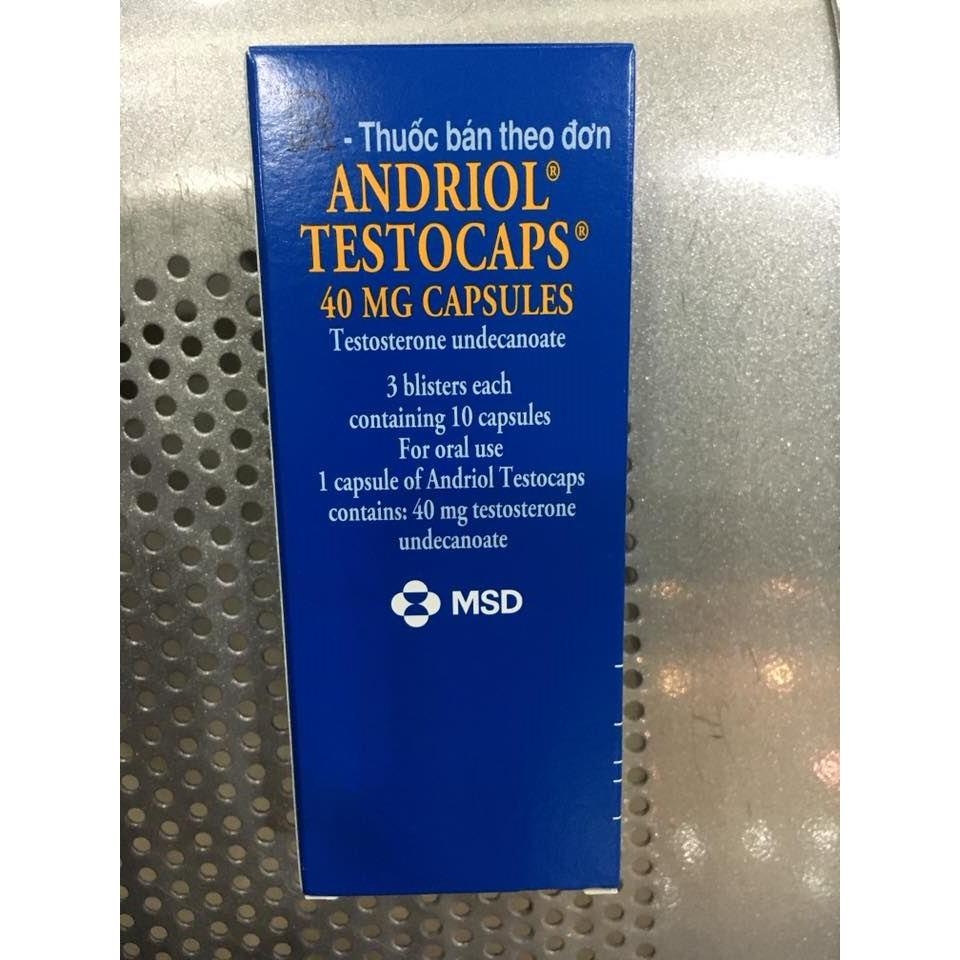 - Thuốc bán theo đơn
ANDRIOL®
TESTOCAPS®
40 MG CAPSULES
Testosterone undecanoate
3 blisters each
containing 10 capsules
For oral use
1 capsule of Andriol Testocaps
contains: 40 mg testosterone
undecanoate
MSD